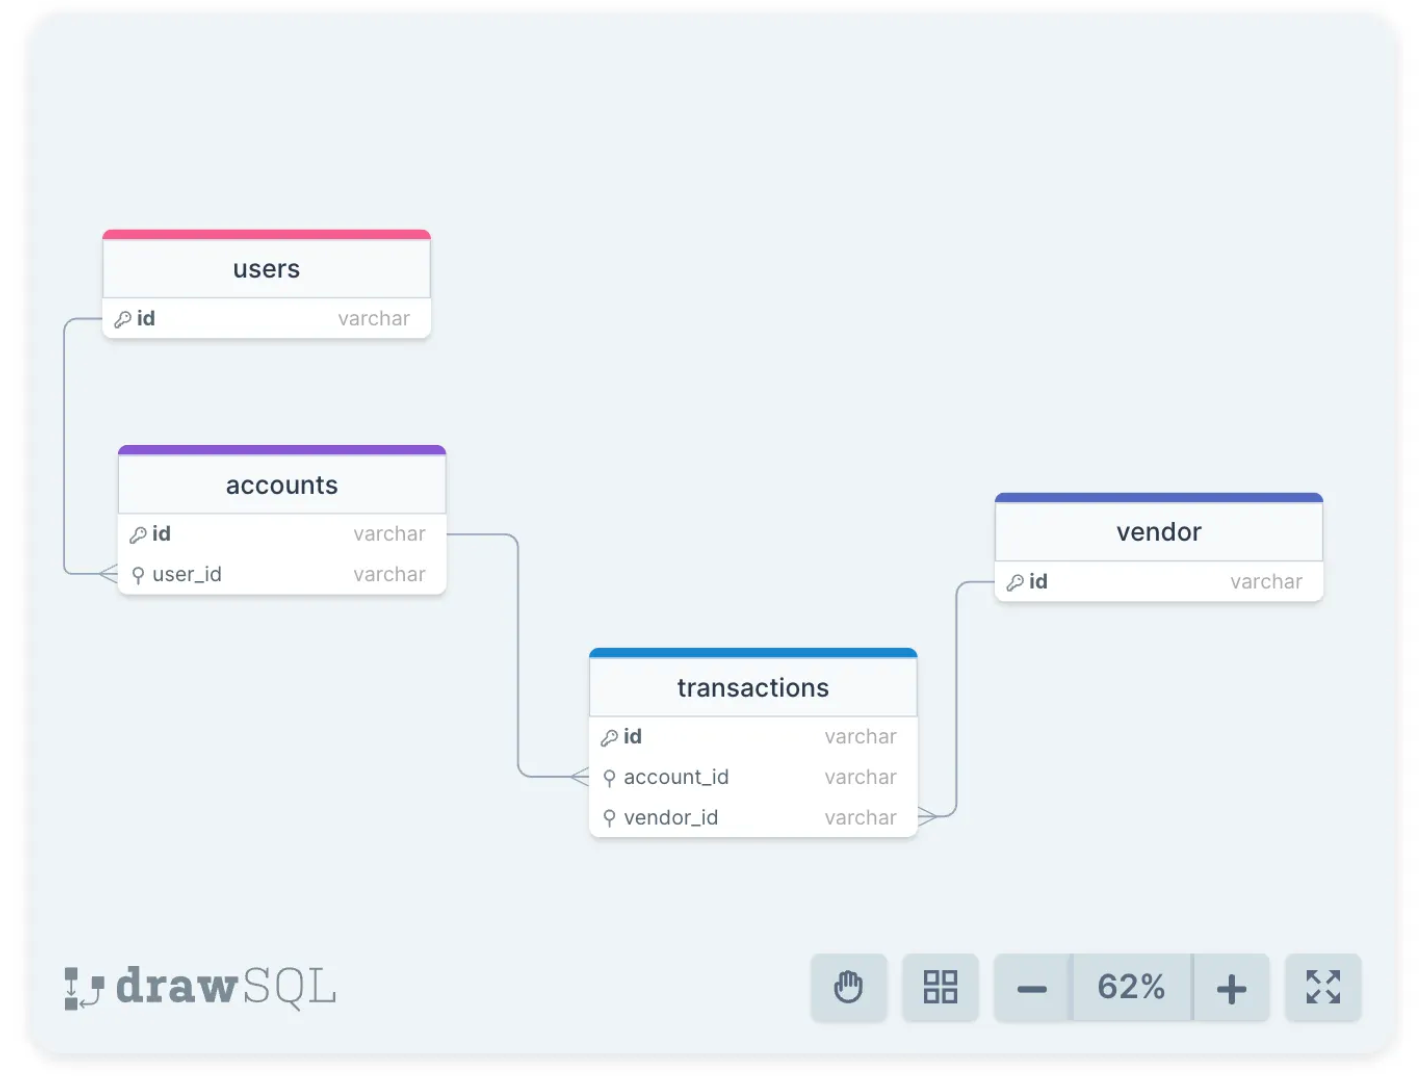 users
id varchar
accounts
id varchar
user_id varchar
vendor
id varchar
transactions
id varchar
account_id varchar
vendor_id varchar
drawSQL
62%